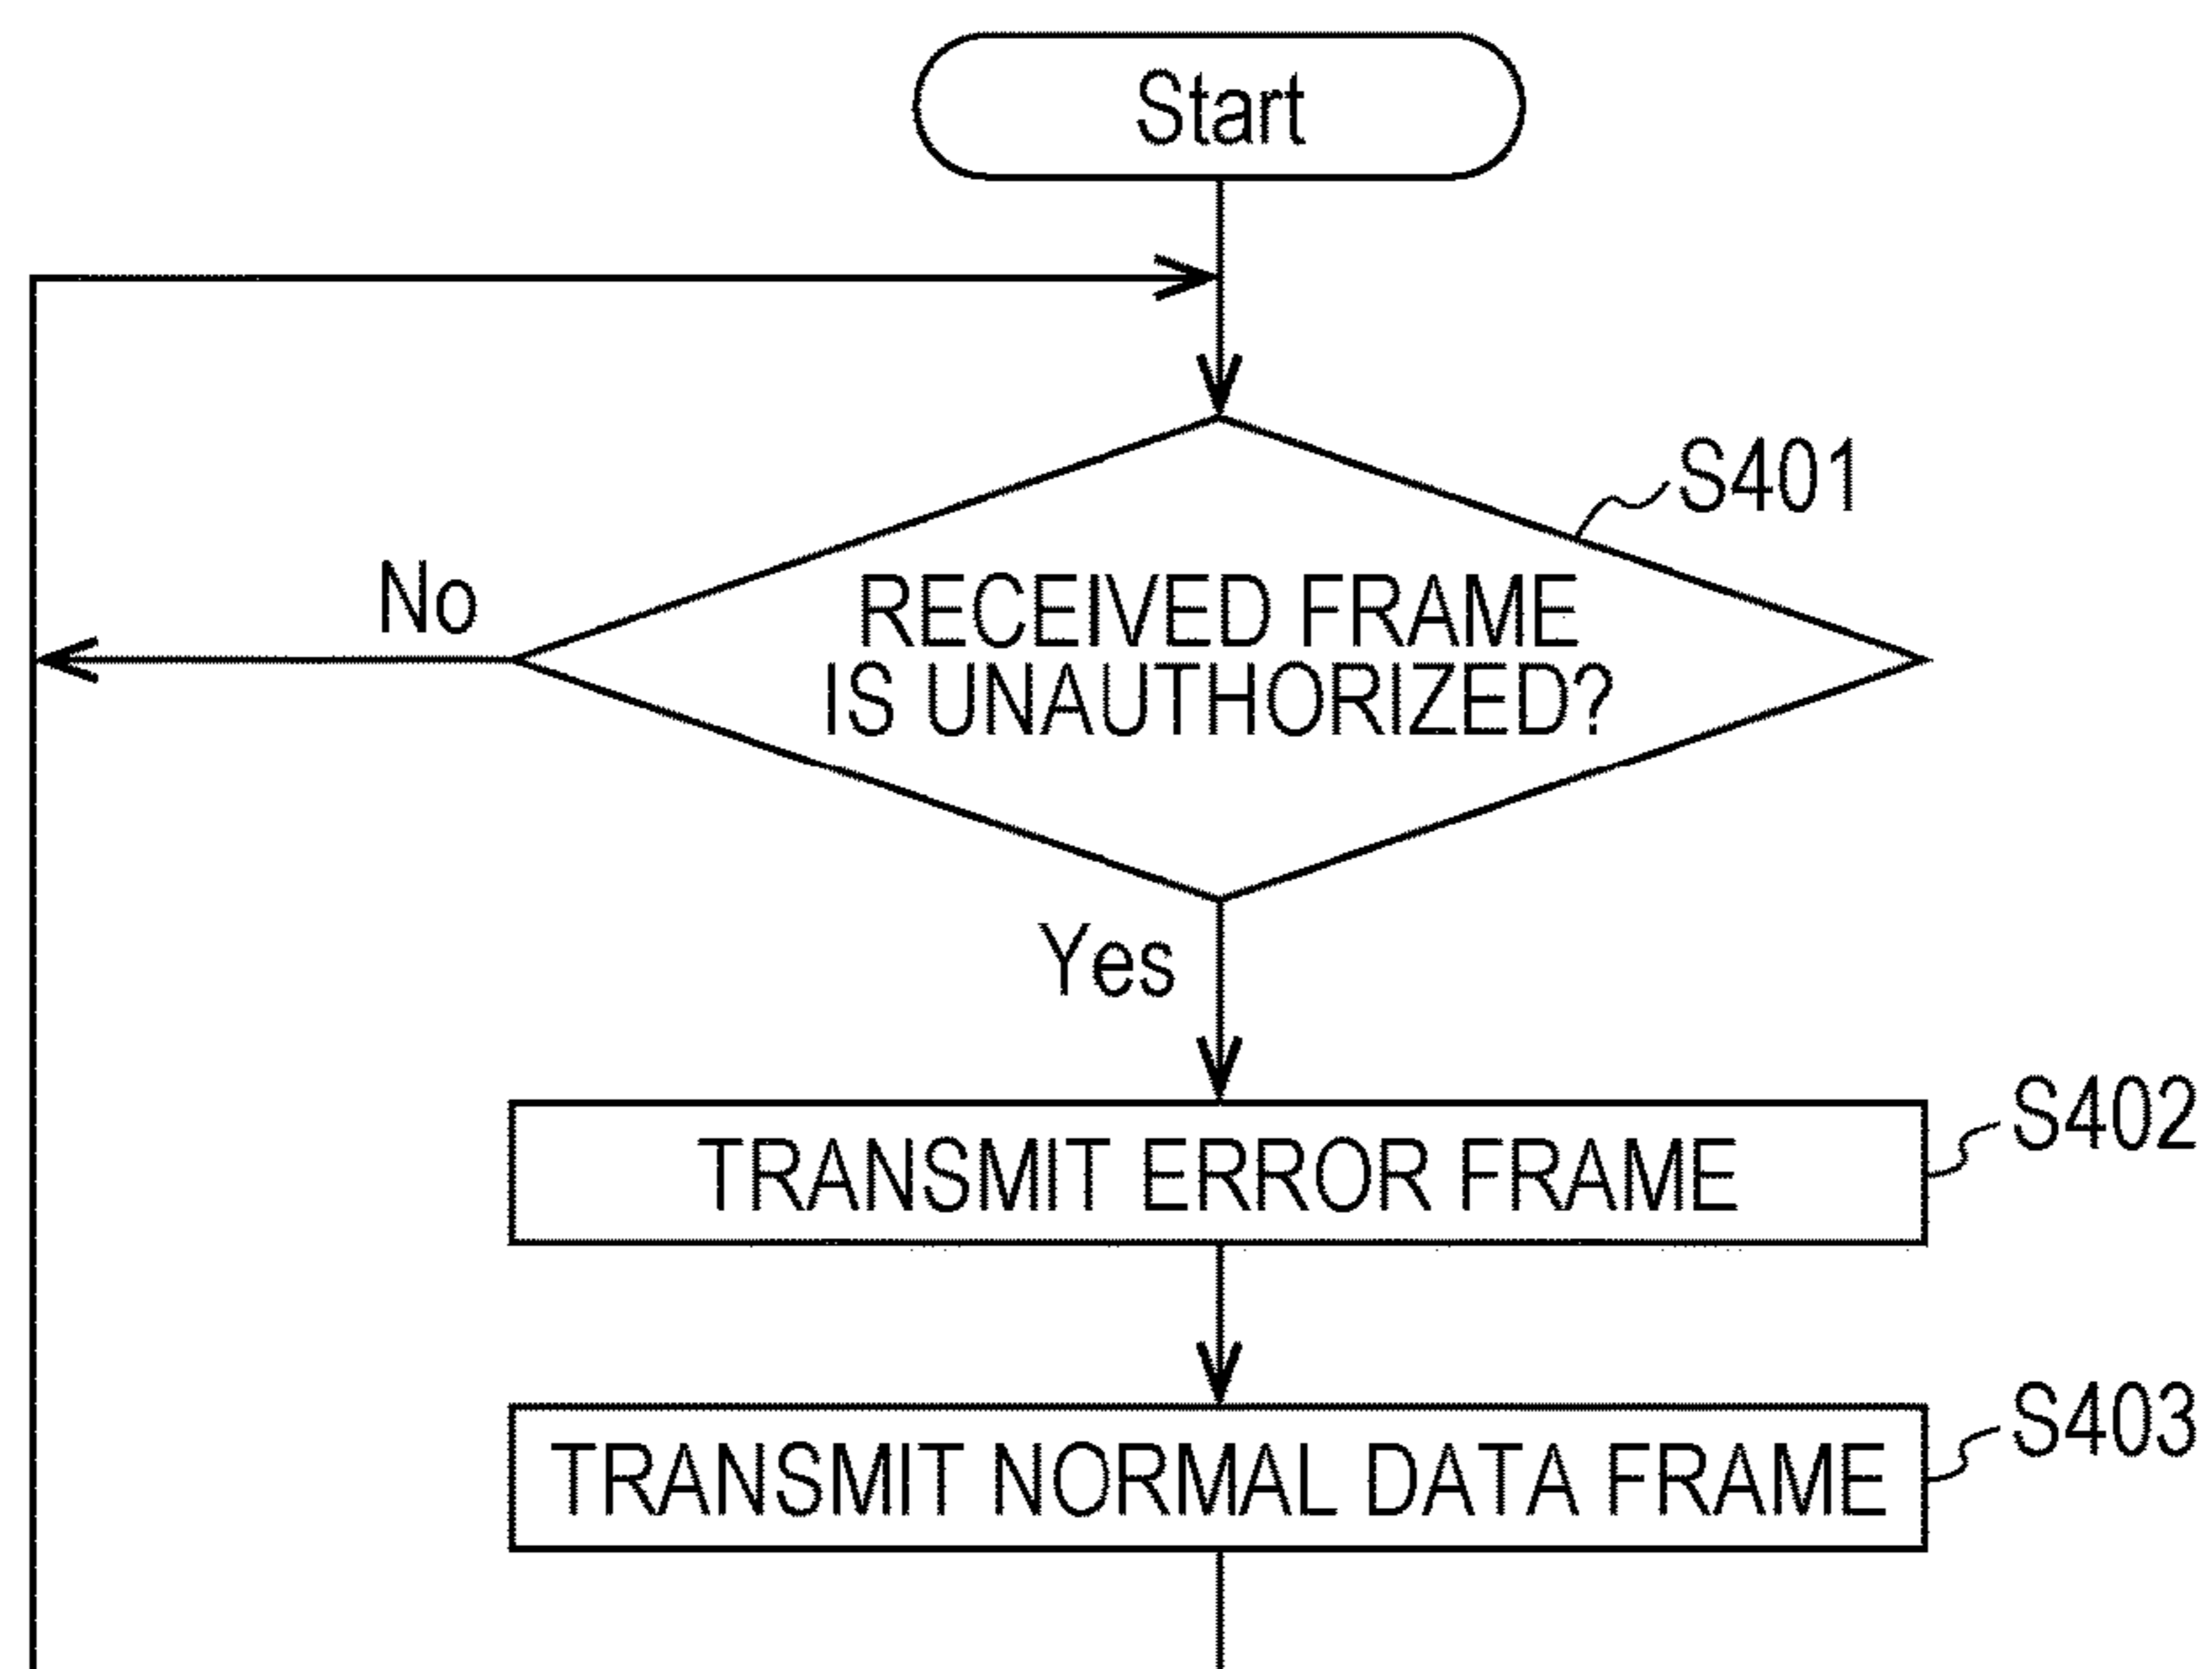 Start
S401
No
RECEIVED FRAME
IS UNAUTHORIZED?
Yes
S402
TRANSMIT ERROR FRAME
S403
TRANSMIT NORMAL DATA FRAME